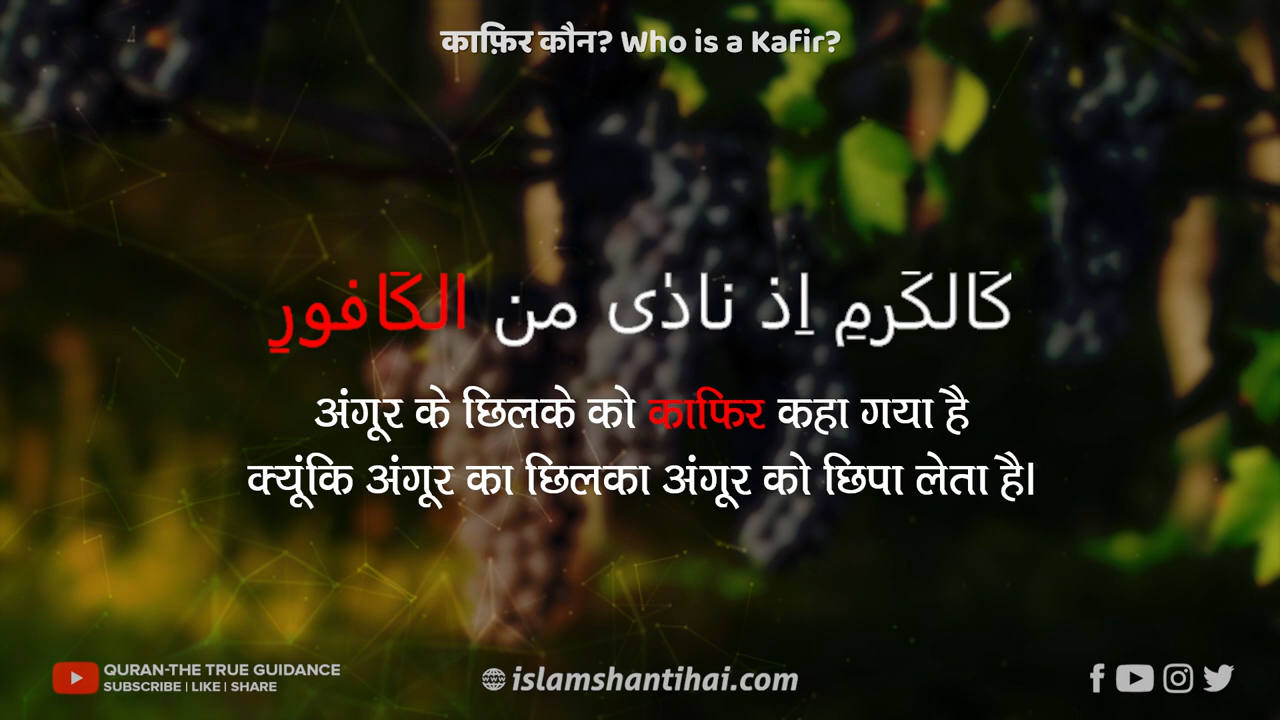 काफ़िर कौन? Who is a Kafir?
كَالكَرمِ اِذ نادٰى من الكَافورِ
अंगूर के छिलके को काफिर कहा गया है
क्यूंकि अंगूर का छिलका अंगूर को छिपा लेता है।
QURAN-THE TRUE GUIDANCE
SUBSCRIBE | LIKE | SHARE
islamshantihai.com